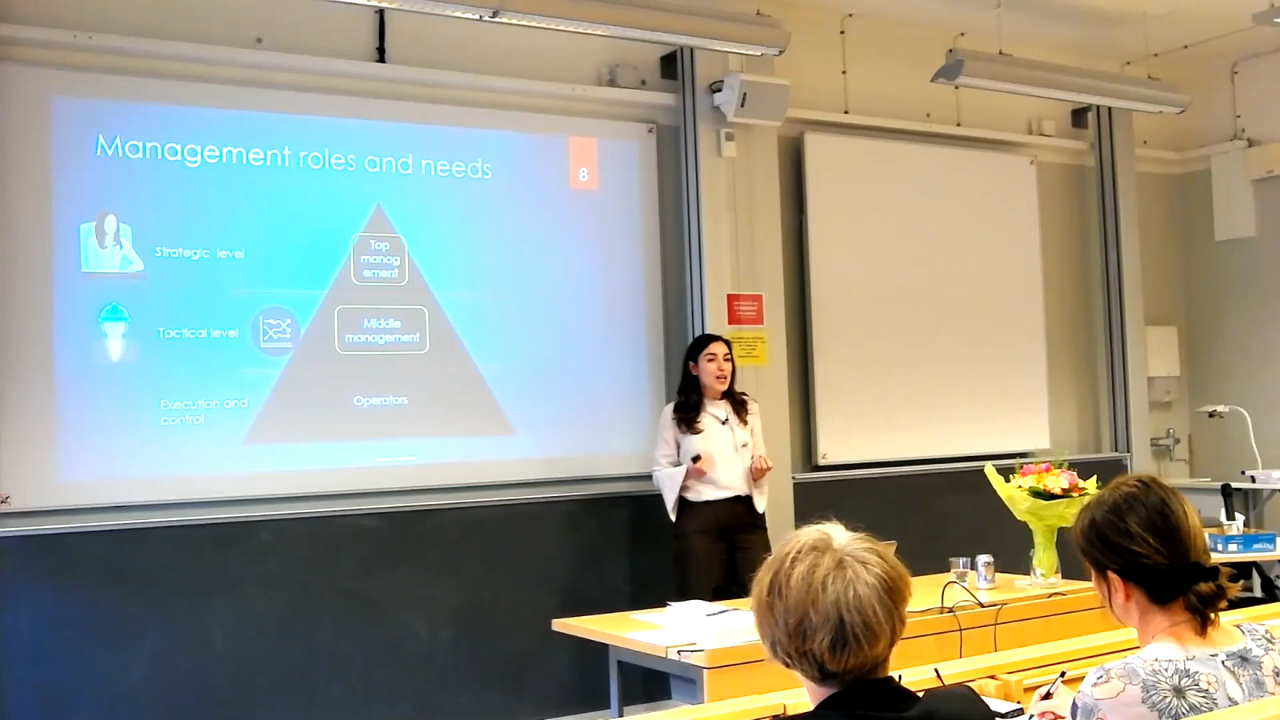 Management roles and needs
8
Strategic level
Top
manag
ement
Tactical level
Middle
management
Execution and
control
Operators